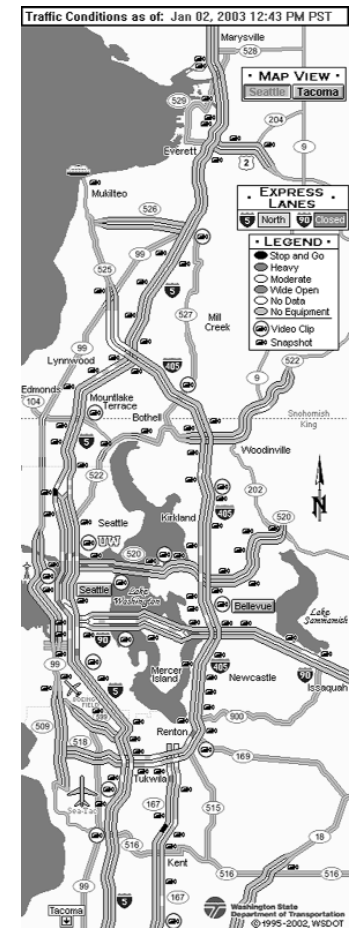 Traffic Conditions as of: Jan 02, 2003 12:43 PM PST
Marysville
528
• MAP VIEW •
Seattle Tacoma
529
204
9
Everett
2
Mukilteo
EXPRESS
LANES
5 North 90 Closed
526
99
• LEGEND •
Stop and Go
Heavy
Moderate
Wide Open
No Data
No Equipment
Video Clip
Snapshot
525
5
527
Mill
Creek
99
405
522
Lynnwood
9
Edmonds
104
Mountlake
Terrace
Bothell
Snohomish
King
5
522
Woodinville
202
N
405
Seattle
Kirkland
520
UW
520
Seattle
Lake
Washington
Bellevue
Lake
Sammamish
90
99
Mercer
Island
405
Newcastle
90
Issaquah
5
BOEING
FIELD
509
599
900
Renton
518
169
Tukwila
Sea-Tac
167
515
18
516
516
516
Kent
99
5
167
Tacoma
Washington State
Department of Transportation
©1995-2002, WSDOT